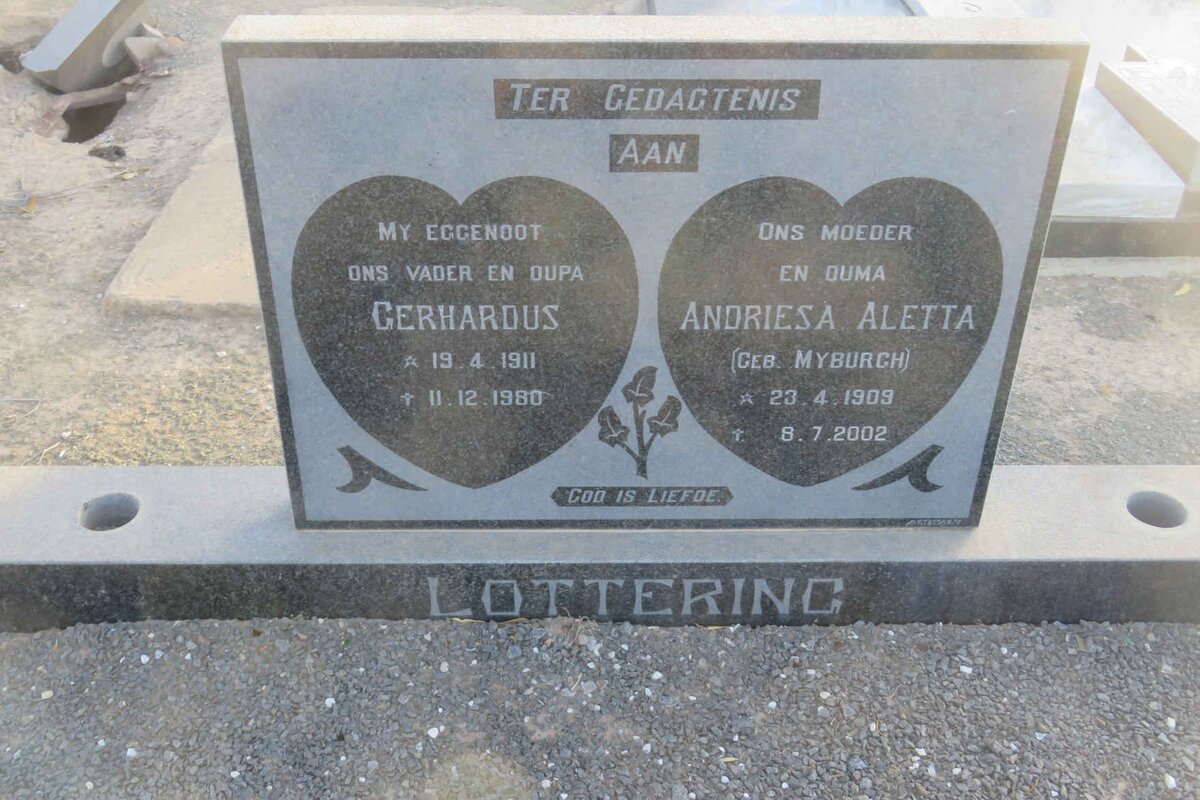 TER GEDAGTENIS
AAN
MY EGGENOOT
ONS VADER EN OUPA
GERHARDUS
☆ 19.4.1911
✝ 11.12.1980
ONS MOEDER
EN OUMA
ANDRIESA ALETTA
(GEB. MYBURGH)
☆ 23.4.1909
✝ 8.7.2002
GOD IS LIEFDE.
LOTTERING